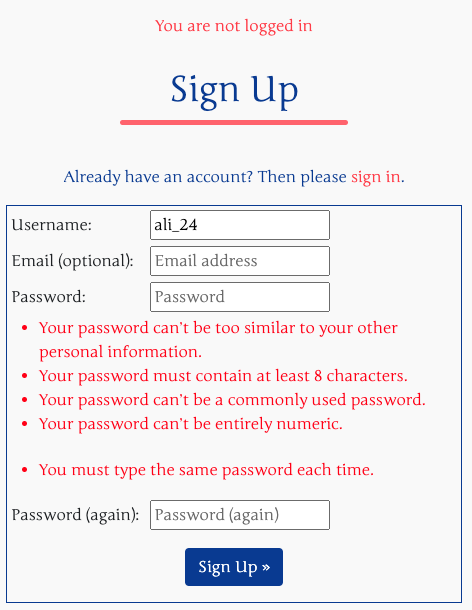 You are not logged in
Sign Up
Already have an account? Then please sign in.
Username: ali_24
Email (optional): Email address
Password: Password
• Your password can't be too similar to your other
personal information.
• Your password must contain at least 8 characters.
• Your password can't be a commonly used password.
• Your password can't be entirely numeric.
• You must type the same password each time.
Password (again): Password (again)
Sign Up »